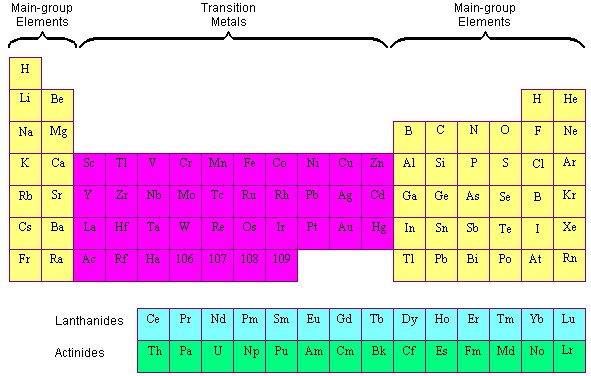 Main-group Elements
Transition Metals
Main-group Elements
H
Li Be H He
Na Mg B C N O F Ne
K Ca Sc Tl V Cr Mn Fe Co Ni Cu Zn Al Si P S Cl Ar
Rb Sr Y Zr Nb Mo Tc Ru Rh Pb Ag Cd Ga Ge As Se B Kr
Cs Ba La Hf Ta W Re Os Ir Pt Au Hg In Sn Sb Te I Xe
Fr Ra Ac Rf Ha 106 107 108 109 Tl Pb Bi Po At Rn
Lanthanides Ce Pr Nd Pm Sm Eu Gd Tb Dy Ho Er Tm Yb Lu
Actinides Th Pa U Np Pu Am Cm Bk Cf Es Fm Md No Lr